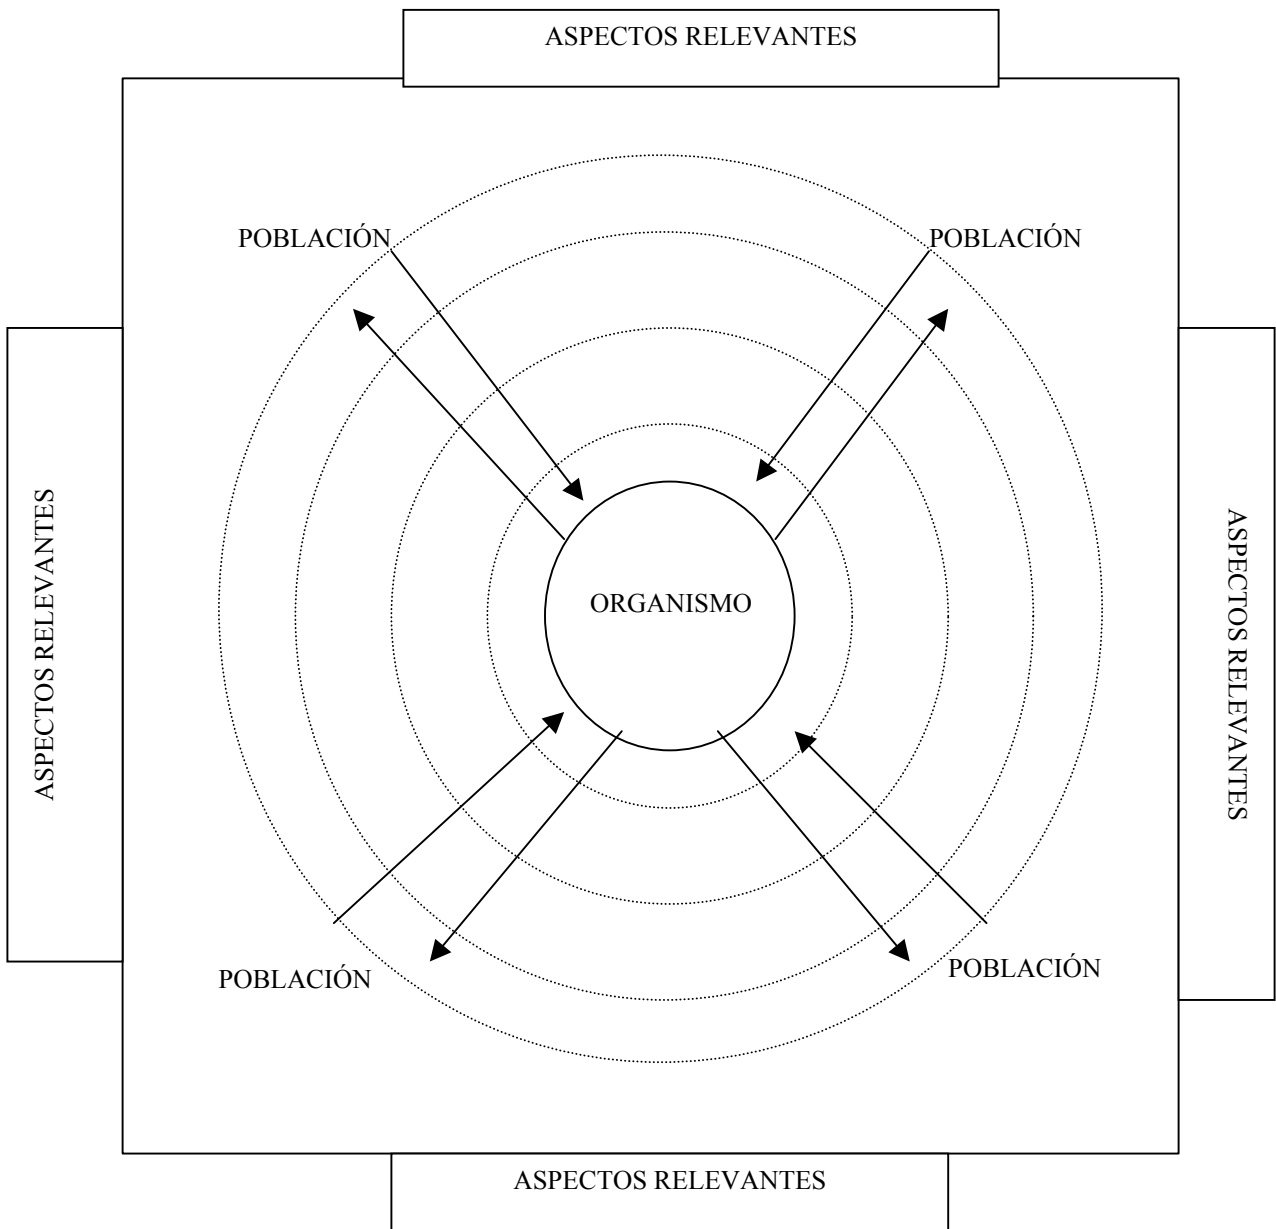 ASPECTOS RELEVANTES
POBLACIÓN
POBLACIÓN
ASPECTOS RELEVANTES
ORGANISMO
ASPECTOS RELEVANTES
POBLACIÓN
POBLACIÓN
ASPECTOS RELEVANTES